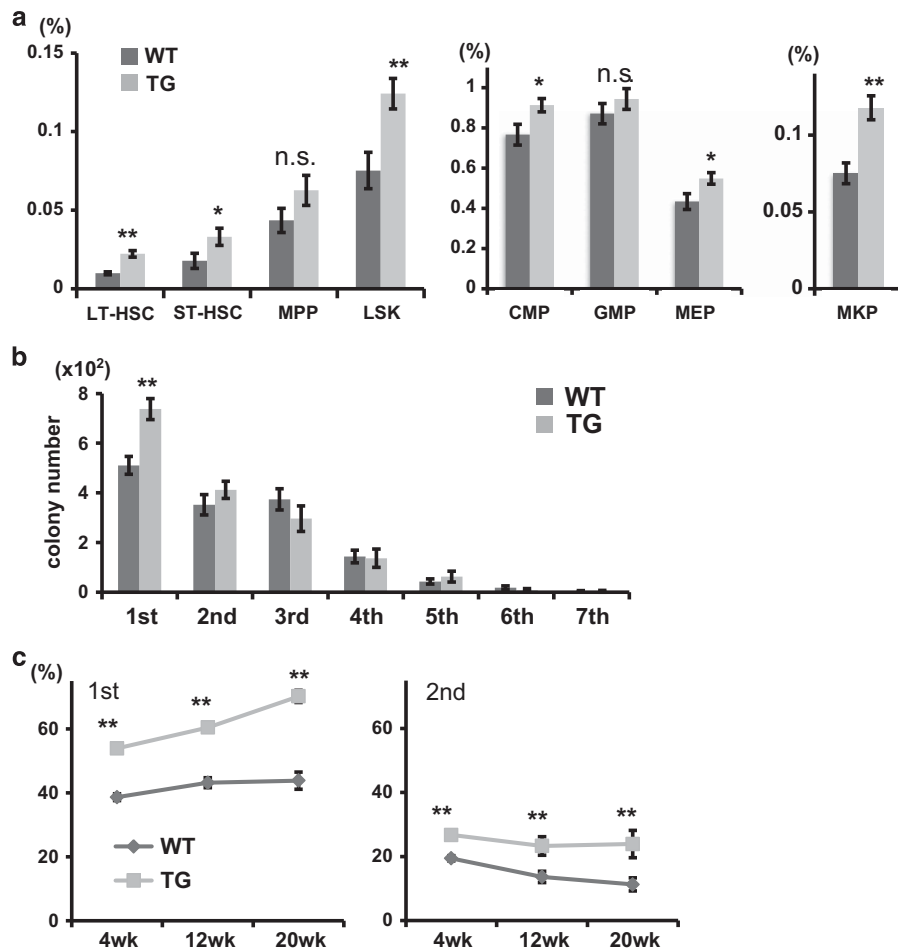 a
(%)
0.15
0.1
0.05
0
WT
TG
**
*
n.s.
**
LT-HSC ST-HSC MPP LSK
(%)
1
0.8
0.6
0.4
0.2
0
*
n.s.
*
CMP GMP MEP
(%)
0.1
0.05
0
**
MKP
b
(x10²)
colony number
8
6
4
2
0
**
WT
TG
1st 2nd 3rd 4th 5th 6th 7th
c
(%)
1st
60
40
20
0
** ** **
WT
TG
4wk 12wk 20wk
2nd
60
40
20
0
** ** **
4wk 12wk 20wk